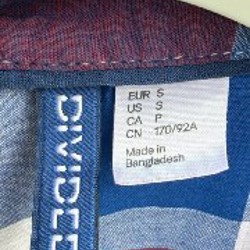 DIVIDED
EUR S
US S
CA P
CN 170/92A
Made in
Bangladesh